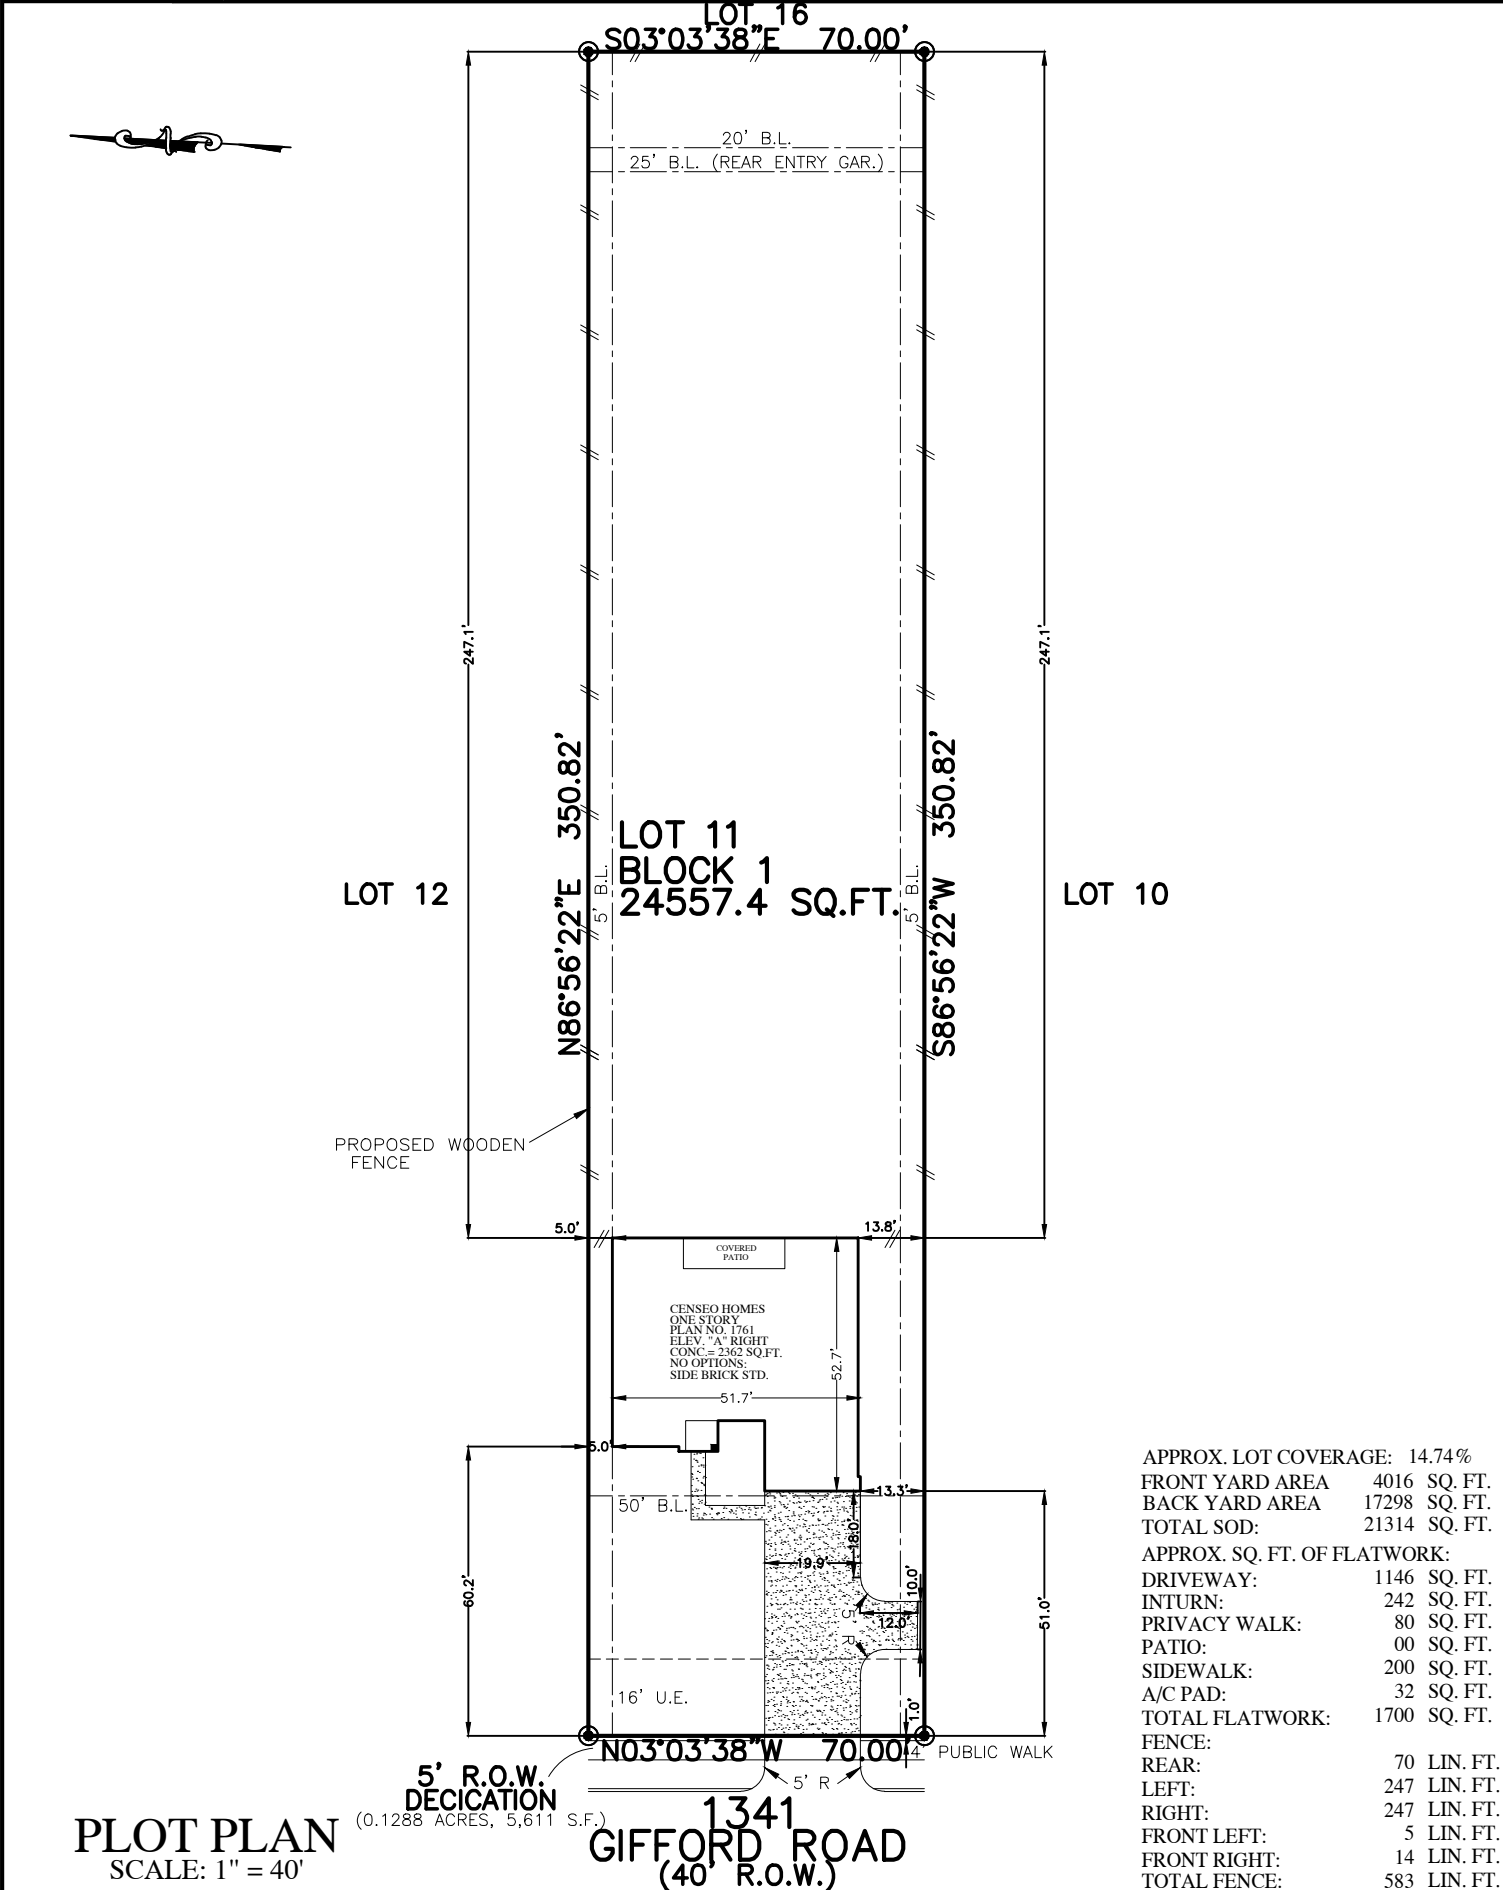 LOT 16
S03°03'38"E 70.00'
20' B.L.
25' B.L. (REAR ENTRY GAR.)
247.1'
247.1'
N86°56'22"E 350.82'
S86°56'22"W 350.82'
5' B.L.
5' B.L.
LOT 11
BLOCK 1
24557.4 SQ.FT.
LOT 12
LOT 10
PROPOSED WOODEN
FENCE
5.0'
13.8'
COVERED
PATIO
CENSEO HOMES
ONE STORY
PLAN NO. 1761
ELEV. "A" RIGHT
CONC.= 2362 SQ.FT.
NO OPTIONS:
SIDE BRICK STD.
52.7'
51.7'
5.0'
50' B.L.
13.3'
18.0'
19.9'
10.0'
12.0'
5' R
60.2'
51.0'
16' U.E.
1.0'
N03°03'38"W 70.00'
4'
PUBLIC WALK
5' R
5' R.O.W.
DECICATION
(0.1288 ACRES, 5,611 S.F.)
1341
GIFFORD ROAD
(40' R.O.W.)
PLOT PLAN
SCALE: 1" = 40'
APPROX. LOT COVERAGE: 14.74%
FRONT YARD AREA 4016 SQ. FT.
BACK YARD AREA 17298 SQ. FT.
TOTAL SOD: 21314 SQ. FT.
APPROX. SQ. FT. OF FLATWORK:
DRIVEWAY: 1146 SQ. FT.
INTURN: 242 SQ. FT.
PRIVACY WALK: 80 SQ. FT.
PATIO: 00 SQ. FT.
SIDEWALK: 200 SQ. FT.
A/C PAD: 32 SQ. FT.
TOTAL FLATWORK: 1700 SQ. FT.
FENCE:
REAR: 70 LIN. FT.
LEFT: 247 LIN. FT.
RIGHT: 247 LIN. FT.
FRONT LEFT: 5 LIN. FT.
FRONT RIGHT: 14 LIN. FT.
TOTAL FENCE: 583 LIN. FT.